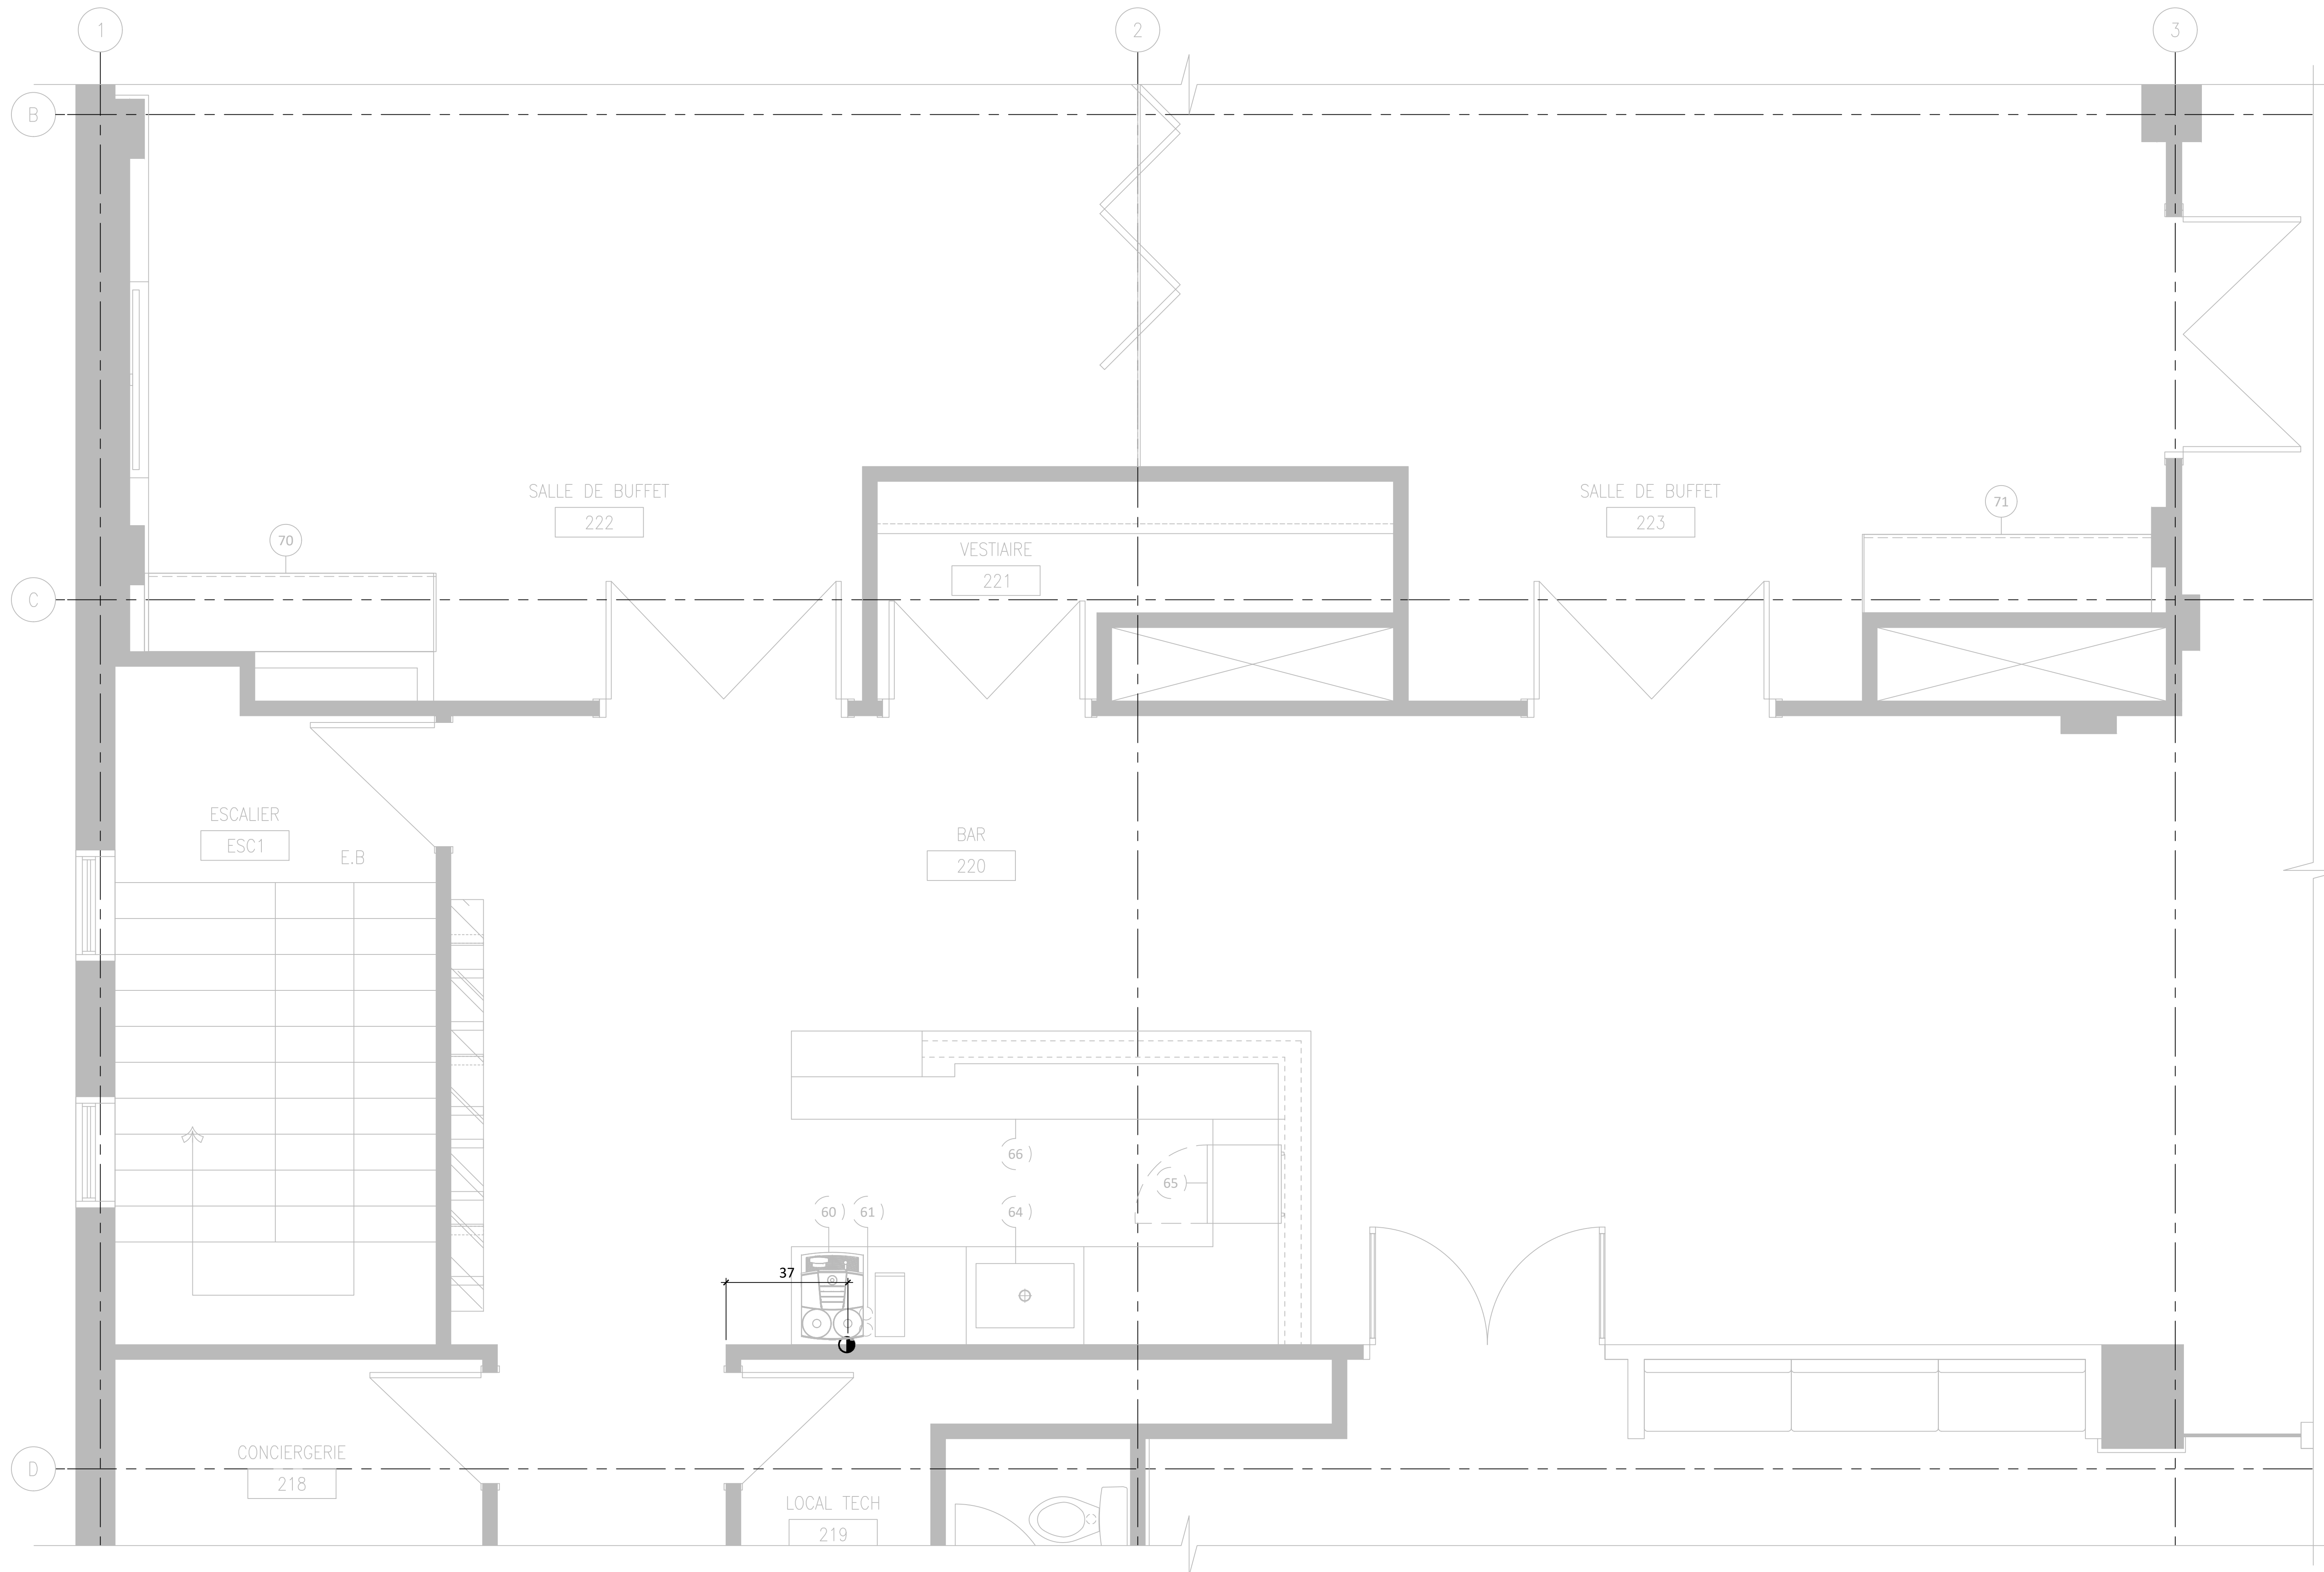 1
2
3
B
SALLE DE BUFFET
222
SALLE DE BUFFET
223
71
70
VESTIAIRE
221
C
ESCALIER
ESC1
E.B
BAR
220
66
65
60
61
64
37
CONCIERGERIE
218
D
LOCAL TECH
219